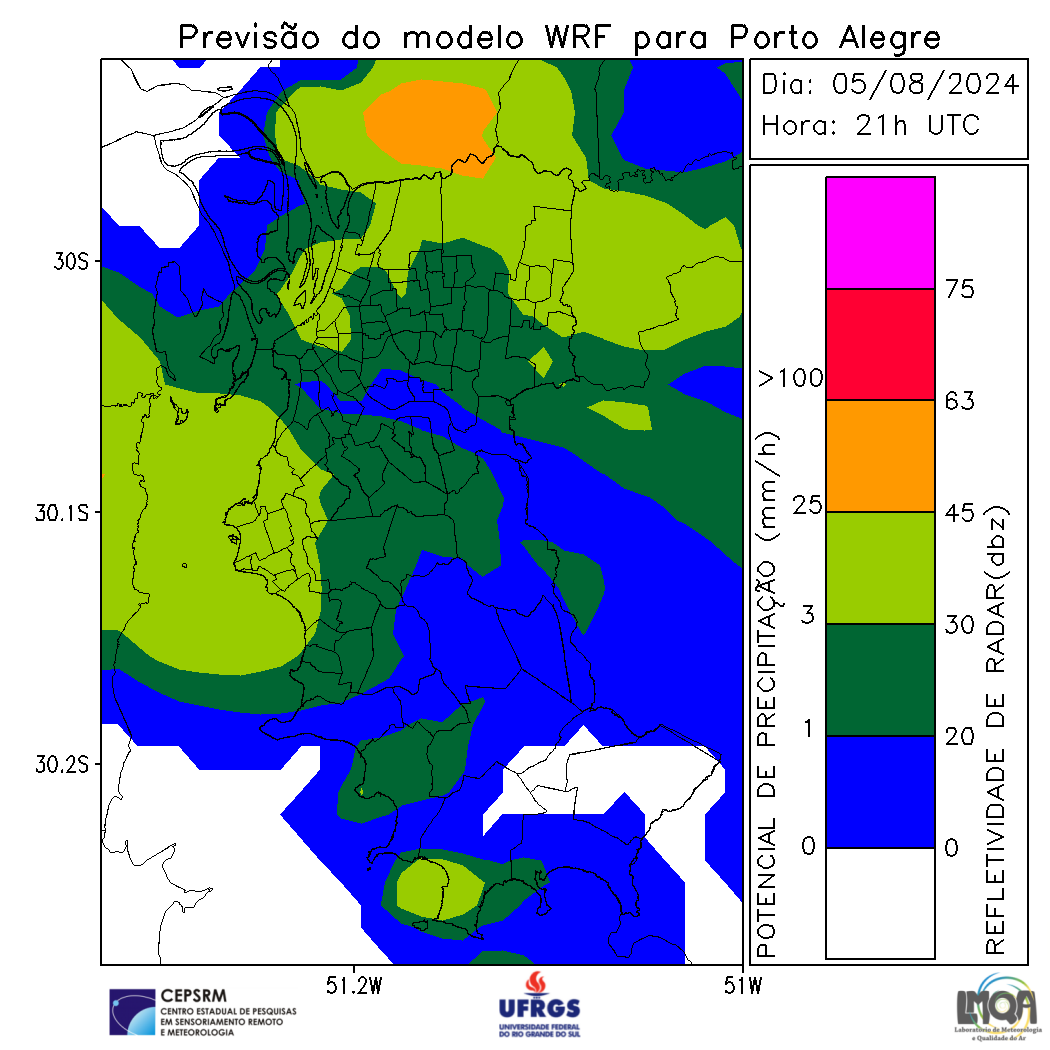 Previsão do modelo WRF para Porto Alegre
Dia: 05/08/2024
Hora: 21h UTC
30S
30.1S
30.2S
51.2W
51W
POTENCIAL DE PRECIPITAÇÃO (mm/h)
>100
25
3
1
0
75
63
45
30
20
0
REFLETIVIDADE DE RADAR(dbz)
CEPSRM
CENTRO ESTADUAL DE PESQUISAS
EM SENSORIAMENTO REMOTO
E METEOROLOGIA
UFRGS
UNIVERSIDADE FEDERAL
DO RIO GRANDE DO SUL
LMQA
Laboratório de Meteorologia
e Qualidade do Ar